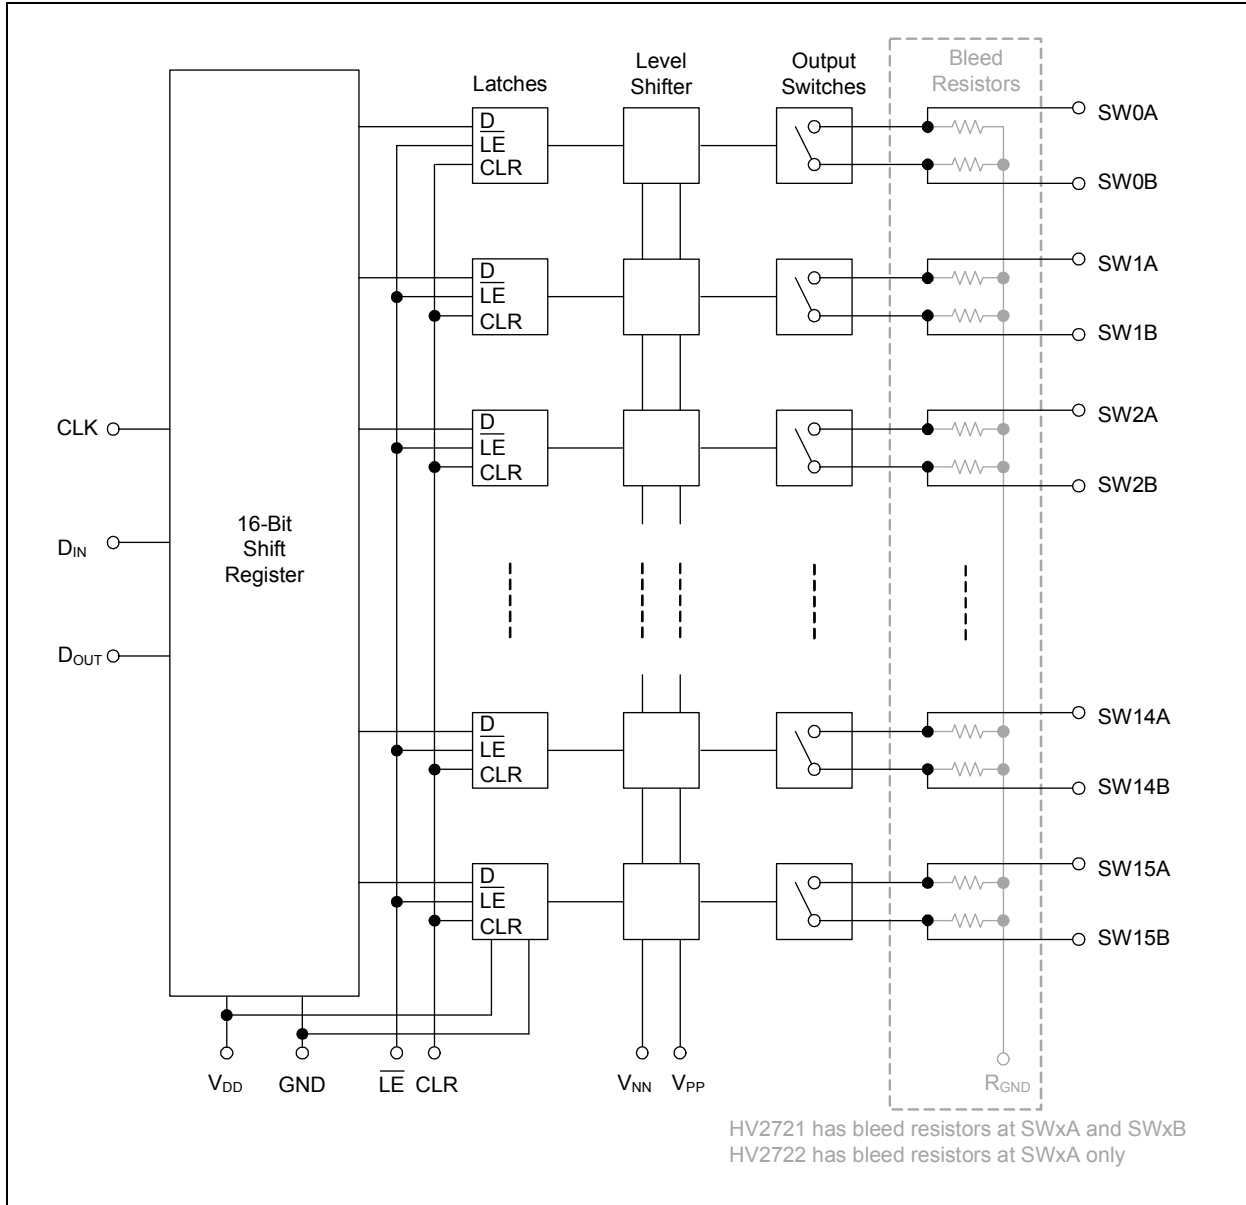 Latches
Level
Shifter
Output
Switches
Bleed
Resistors
D
LE
CLR
SW0A
SW0B
D
LE
CLR
SW1A
SW1B
D
LE
CLR
SW2A
SW2B
CLK
DIN
DOUT
16-Bit
Shift
Register
D
LE
CLR
SW14A
SW14B
D
LE
CLR
SW15A
SW15B
VDD
GND
LE
CLR
VNN
VPP
RGND
HV2721 has bleed resistors at SWxA and SWxB
HV2722 has bleed resistors at SWxA only